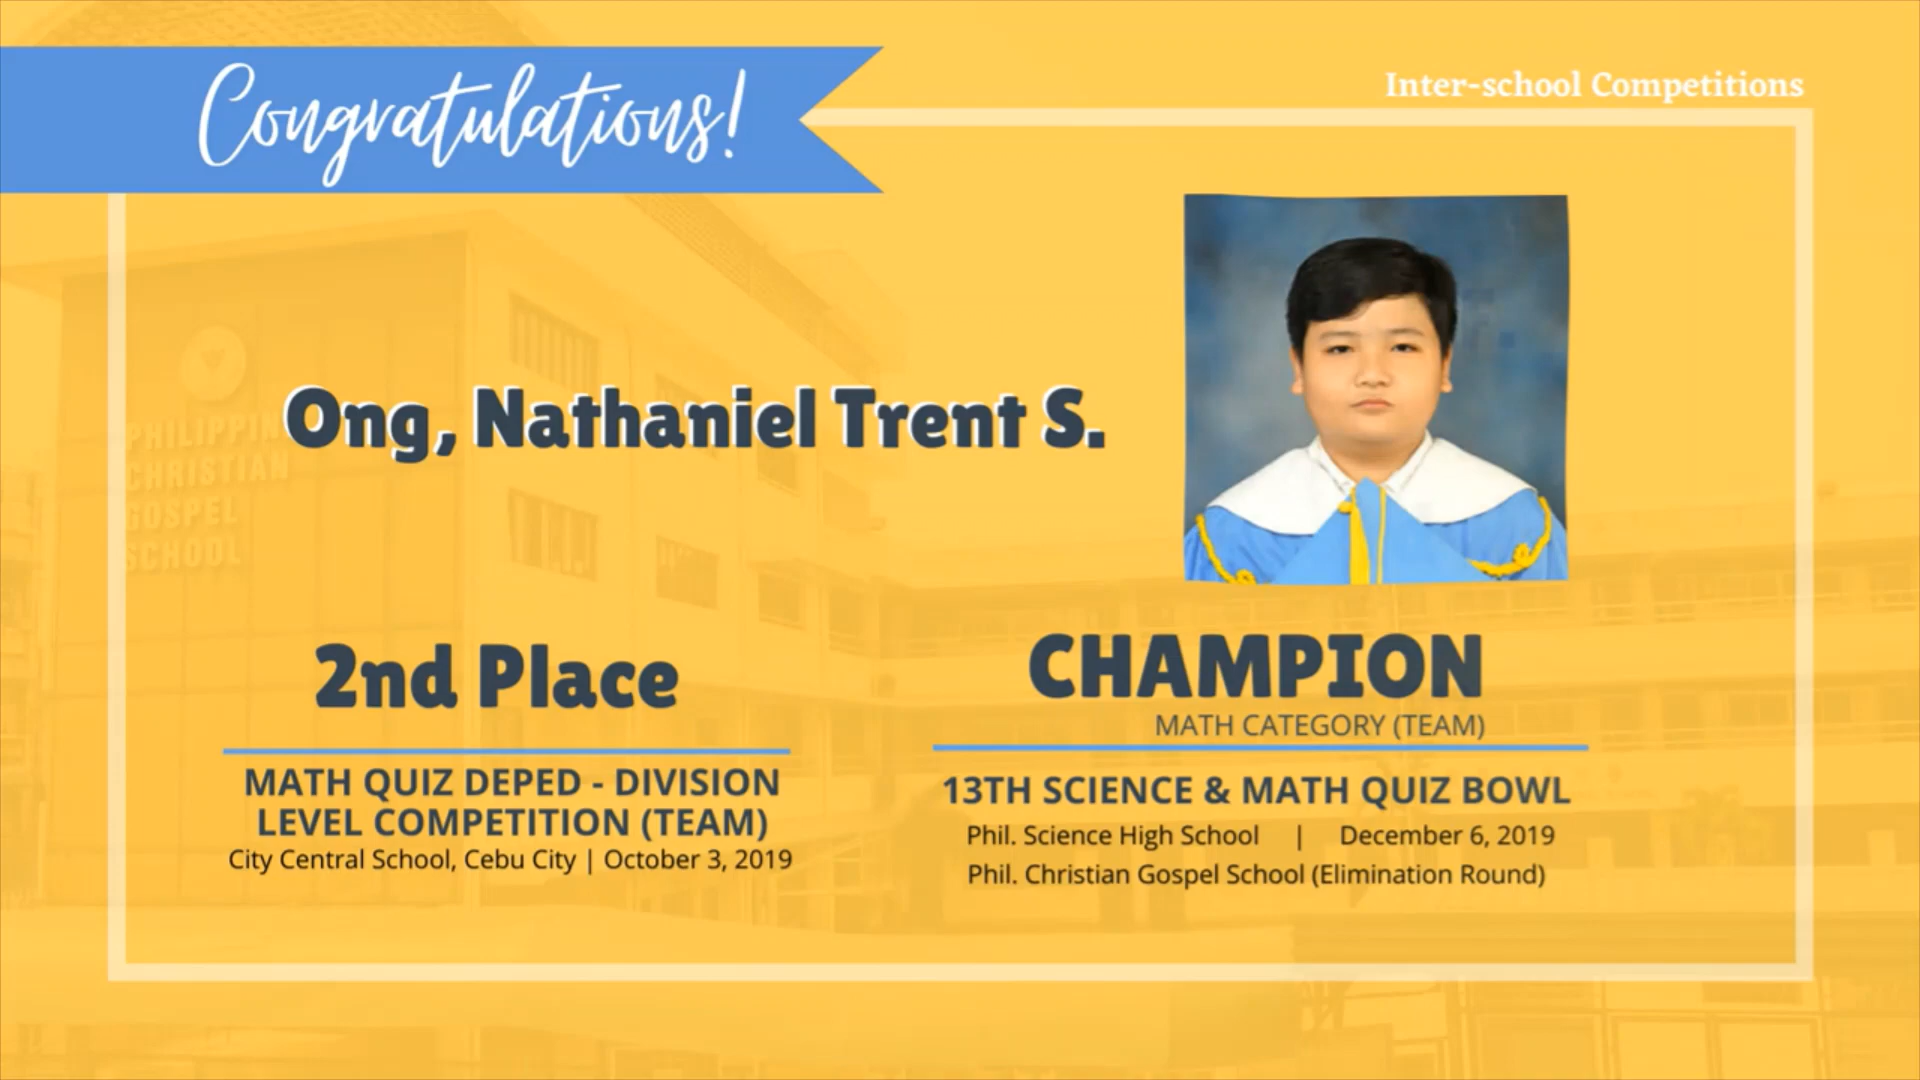 Congratulations!
Inter-school Competitions
PHILIPPIN
CHRISTIAN
GOSPEL
SCHOOL
Ong, Nathaniel Trent S.
2nd Place
MATH QUIZ DEPED - DIVISION
LEVEL COMPETITION (TEAM)
City Central School, Cebu City | October 3, 2019
CHAMPION
MATH CATEGORY (TEAM)
13TH SCIENCE & MATH QUIZ BOWL
Phil. Science High School | December 6, 2019
Phil. Christian Gospel School (Elimination Round)